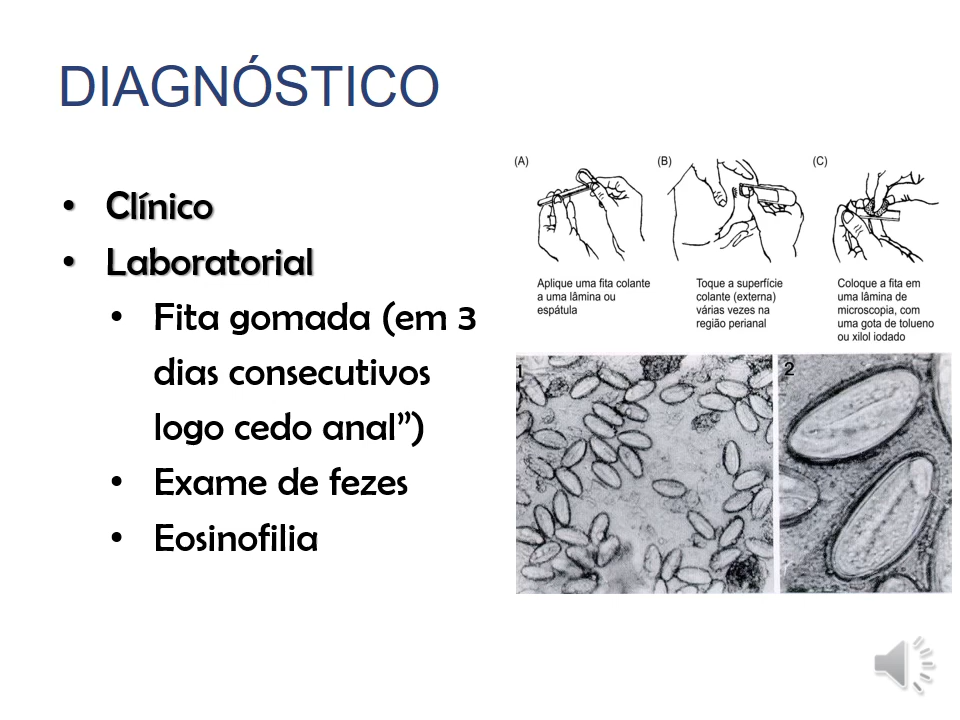 DIAGNÓSTICO
• Clínico
• Laboratorial
• Fita gomada (em 3
dias consecutivos
logo cedo anal”)
• Exame de fezes
• Eosinofilia
(A)
Aplique uma fita colante
a uma lâmina ou
espátula
(B)
Toque a superfície
colante (externa)
várias vezes na
região perianal
(C)
Coloque a fita em
uma lâmina de
microscopia, com
uma gota de tolueno
ou xilol iodado
1
2